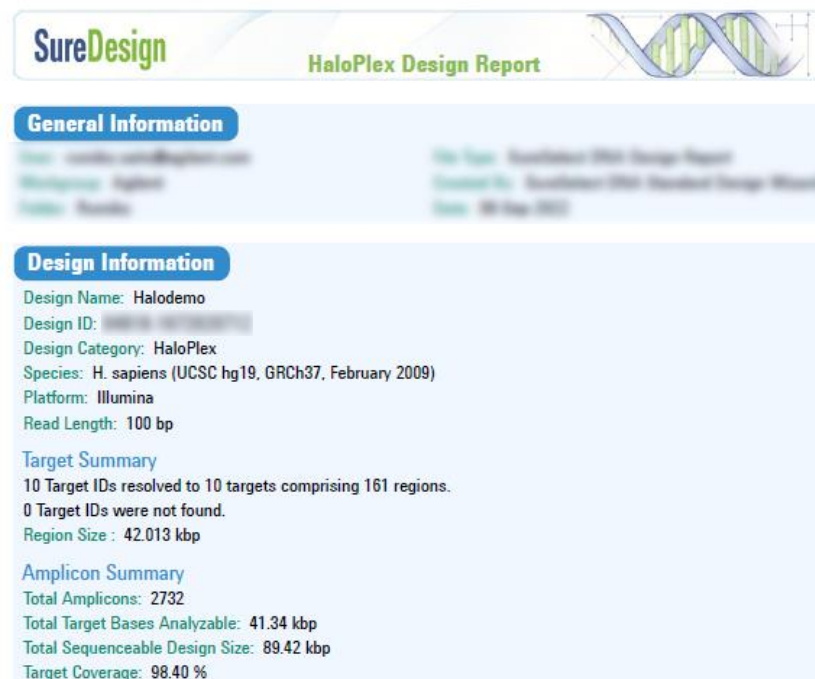 SureDesign
HaloPlex Design Report
General Information
Design Information
Design Name: Halodemo
Design ID:
Design Category: HaloPlex
Species: H. sapiens (UCSC hg19, GRCh37, February 2009)
Platform: Illumina
Read Length: 100 bp
Target Summary
10 Target IDs resolved to 10 targets comprising 161 regions.
0 Target IDs were not found.
Region Size : 42.013 kbp
Amplicon Summary
Total Amplicons: 2732
Total Target Bases Analyzable: 41.34 kbp
Total Sequenceable Design Size: 89.42 kbp
Target Coverage: 98.40 %